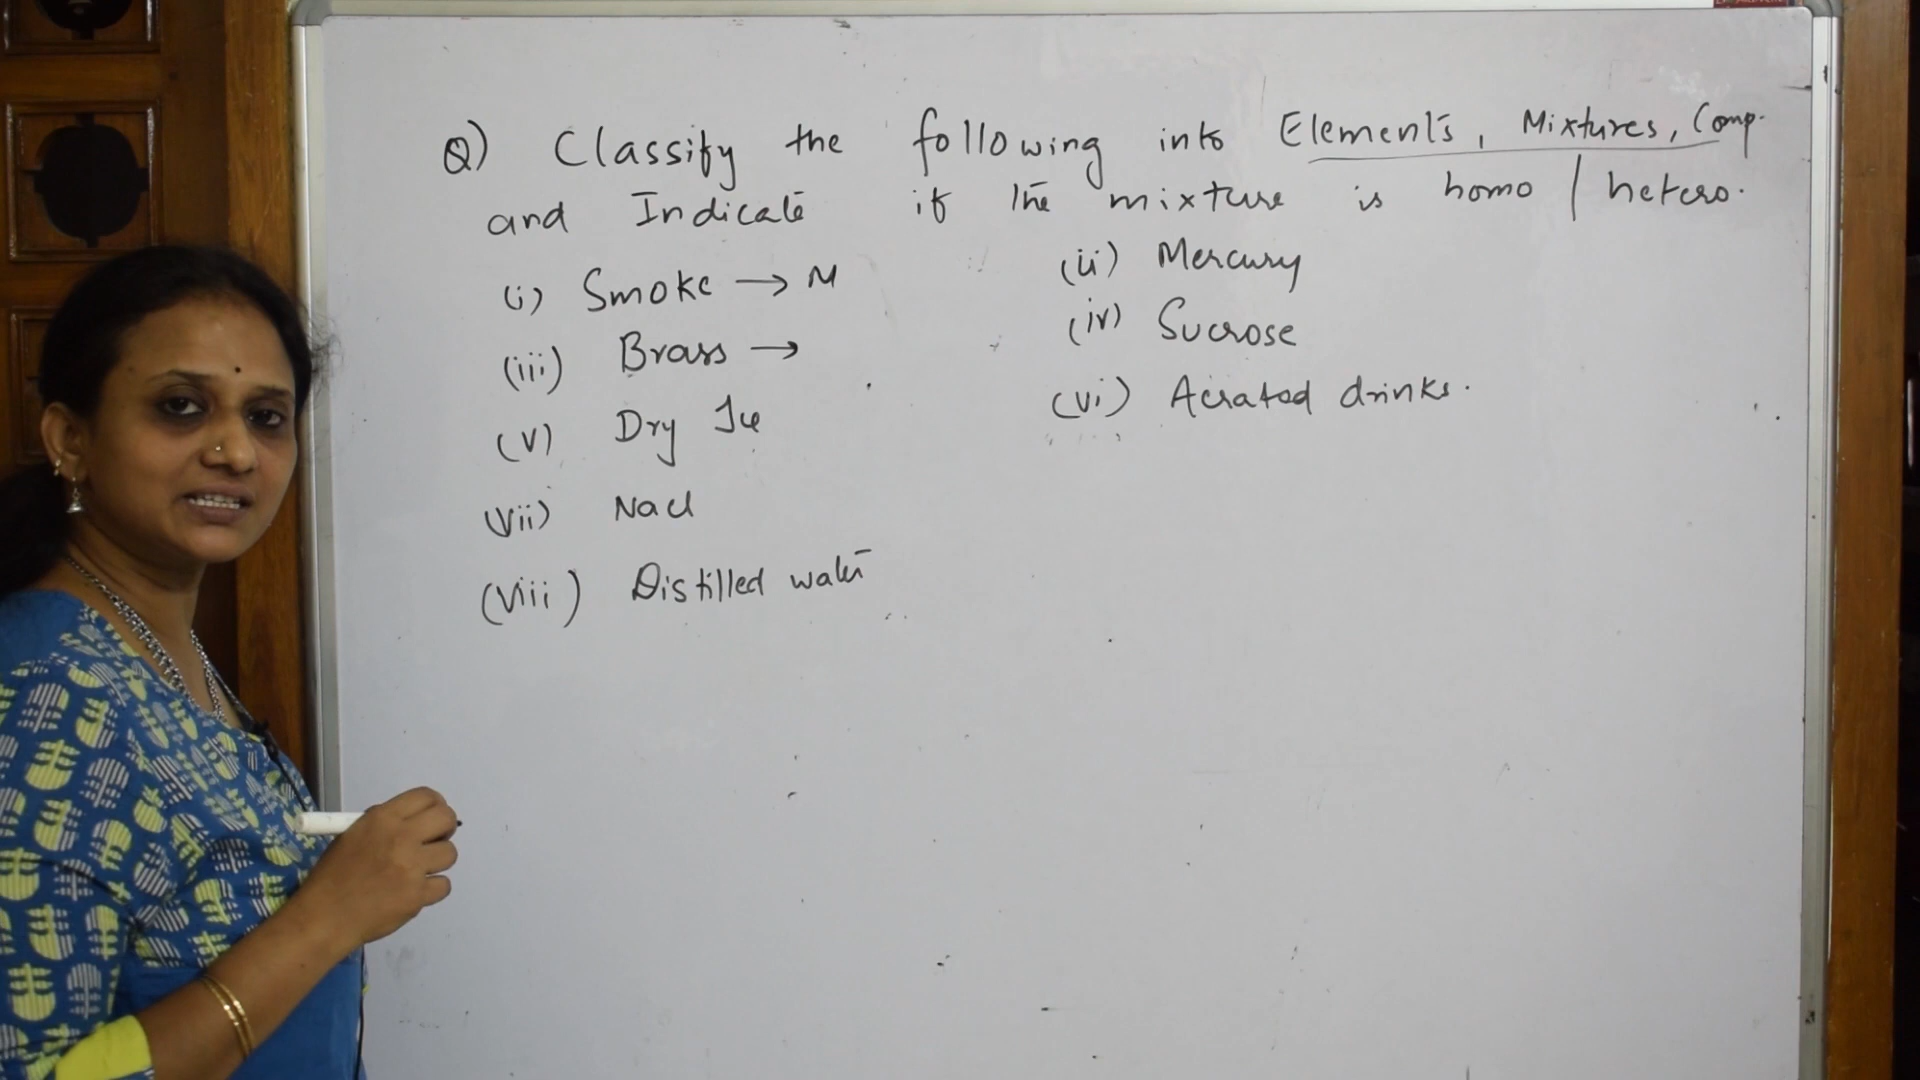 Q) Classify the following into Elements, Mixtures, Comp.
and Indicate if the mixture is homo / hetero.
(i) Smoke → M
(ii) Mercury
(iii) Brass →
(iv) Sucrose
(v) Dry Ice
(vi) Aerated drinks.
(vii) NaCl
(viii) Distilled water